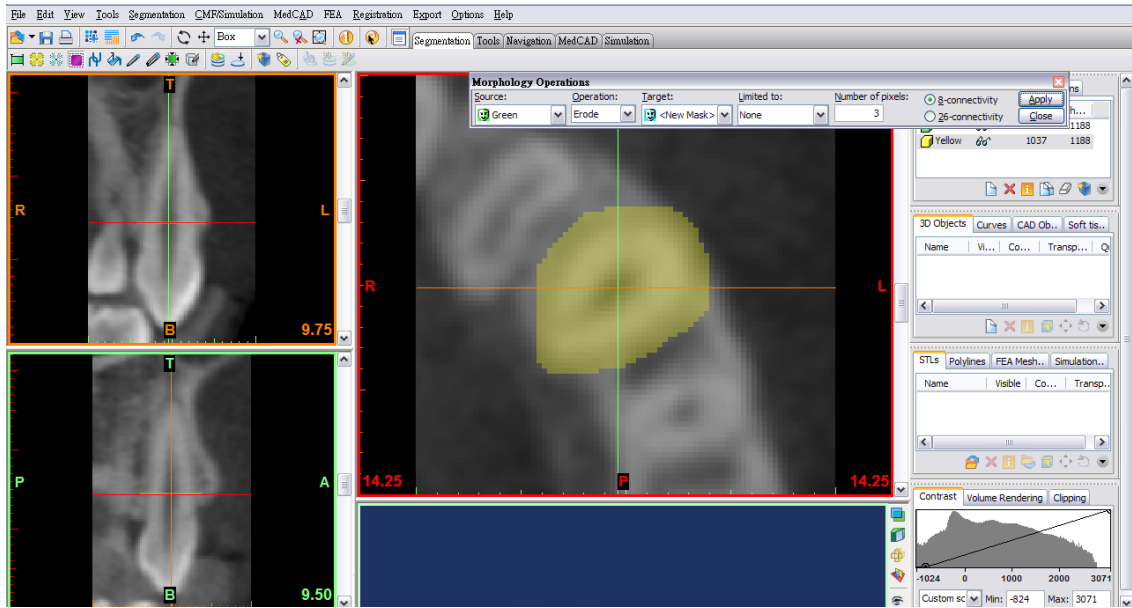 File Edit View Tools Segmentation CMF/Simulation MedCAD FEA Registration Export Options Help
Box Segmentation Tools Navigation MedCAD Simulation
Morphology Operations
Source: Operation: Target: Limited to: Number of pixels:
Green Erode <New Mask> None 3
8-connectivity Apply
26-connectivity Close
1188
Yellow 1037 1188
T
R L
B
9.75
T
P A
B
9.50
R L
14.25 P 14.25
3D Objects Curves CAD Ob.. Soft tis..
Name Vi... Co... Transp...
STLs Polylines FEA Mesh.. Simulation..
Name Visible Co... Transp..
Contrast Volume Rendering Clipping
-1024 0 1000 2000 3071
Custom sc Min: -824 Max: 3071